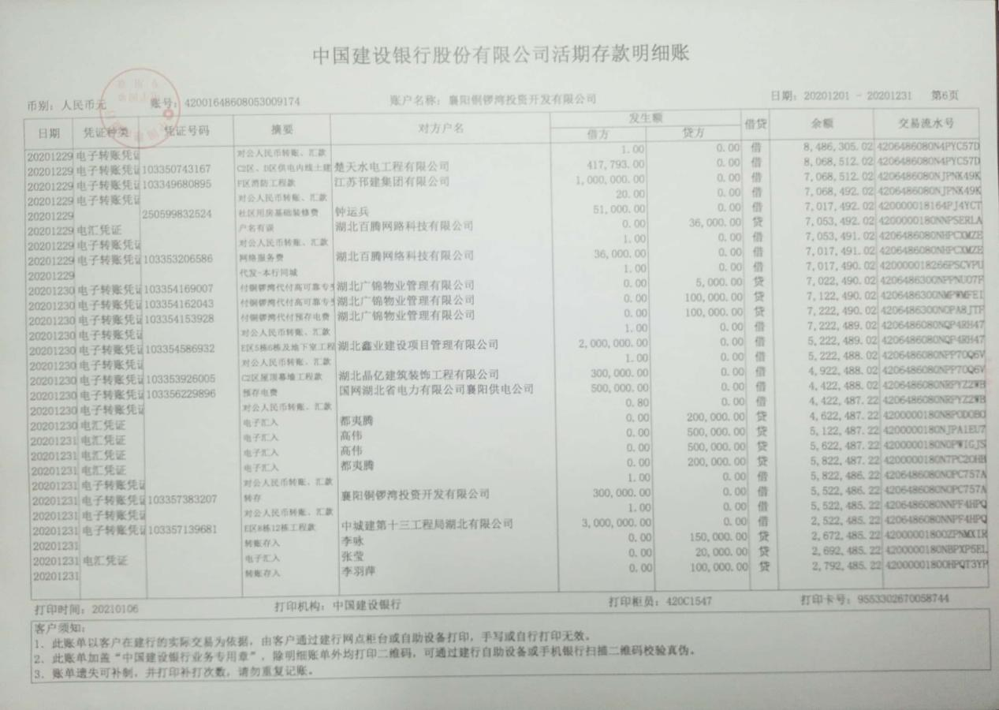 中国建设银行股份有限公司活期存款明细账
币别：人民币元 账号：42001648608053009174 账户名称：襄阳铜锣湾投资开发有限公司 日期：20201201 - 20201231 第6页
日期 凭证种类 凭证号码 摘要 对方户名 发生额 借贷 余额 交易流水号
借方 贷方
20201229 电子转账凭证 对公人民币转账、汇款 1.00 0.00 借 8,486,305.02 4206486080N4PYC57D
20201229 电子转账凭证 103350743167 C2区、D区供电内线土建 楚天水电工程有限公司 417,793.00 0.00 借 8,068,512.02 4206486080N4PYC57D
20201229 电子转账凭证 103349680895 F区消防工程款 江苏邗建集团有限公司 1,000,000.00 0.00 借 7,068,512.02 4206486080NJPNK49K
20201229 电子转账凭证 对公人民币转账、汇款 20.00 0.00 借 7,068,492.02 4206486080NJPNK49K
20201229 250599832524 社区用房基础装修费 钟运兵 51,000.00 0.00 借 7,017,492.02 420000018164PJ4YCT
20201229 电汇凭证 户名有误 湖北百腾网路科技有限公司 0.00 36,000.00 贷 7,053,492.02 4200000180NNPSERLA
20201229 电子转账凭证 对公人民币转账、汇款 1.00 0.00 借 7,053,491.02 4206486080NHPCXMZE
20201229 电子转账凭证 103353206586 网络服务费 湖北百腾网络科技有限公司 36,000.00 0.00 借 7,017,491.02 4206486080NHPCXMZE
20201229 代发-本行同城 1.00 0.00 借 7,017,490.02 420000018266PSCVPU
20201230 电子转账凭证 103354169007 付铜锣湾代付高可靠专变 湖北广锦物业管理有限公司 0.00 5,000.00 贷 7,022,490.02 4206486300NPPNU07F
20201230 电子转账凭证 103354162043 付铜锣湾代付高可靠专变 湖北广锦物业管理有限公司 0.00 100,000.00 贷 7,122,490.02 4206486300NMPWMFEI
20201230 电子转账凭证 103354153928 付铜锣湾代付预存电费 湖北广锦物业管理有限公司 0.00 100,000.00 贷 7,222,490.02 4206486300NOPA8JTF
20201230 电子转账凭证 对公人民币转账、汇款 1.00 0.00 借 7,222,489.02 4206486080NQP4RH47
20201230 电子转账凭证 103354586932 E区5栋6栋及地下室工程 湖北鑫业建设项目管理有限公司 2,000,000.00 0.00 借 5,222,489.02 4206486080NQP4RH47
20201230 电子转账凭证 对公人民币转账、汇款 1.00 0.00 借 5,222,488.02 4206486080NPP70Q6V
20201230 电子转账凭证 103353926005 C2区屋顶幕墙工程款 湖北晶亿建筑装饰工程有限公司 300,000.00 0.00 借 4,922,488.02 4206486080NPP70Q6V
20201230 电子转账凭证 103356229896 预存电费 国网湖北省电力有限公司襄阳供电公司 500,000.00 0.00 借 4,422,488.02 4206486080NRPYZ2WB
20201230 电子转账凭证 对公人民币转账、汇款 0.80 0.00 借 4,422,487.22 4206486080NRPYZ2WB
20201230 电汇凭证 电子汇入 都夷腾 0.00 200,000.00 贷 4,622,487.22 4200000180N8PODOBO
20201231 电汇凭证 电子汇入 高伟 0.00 500,000.00 贷 5,122,487.22 4200000180NJPA1EU7
20201231 电汇凭证 电子汇入 高伟 0.00 500,000.00 贷 5,622,487.22 4200000180NOPWIGJS
20201231 电汇凭证 电子汇入 都夷腾 0.00 200,000.00 贷 5,822,487.22 4200000180N7PC2OHB
20201231 电子转账凭证 对公人民币转账、汇款 1.00 0.00 借 5,822,486.22 4206486080NOPC757A
20201231 电子转账凭证 103357383207 转存 襄阳铜锣湾投资开发有限公司 300,000.00 0.00 借 5,522,486.22 4206486080NOPC757A
20201231 电子转账凭证 对公人民币转账、汇款 1.00 0.00 借 5,522,485.22 4206486080NNPF4HPQ
20201231 电子转账凭证 103357139681 E区8栋12栋工程款 中城建第十三工程局湖北有限公司 3,000,000.00 0.00 借 2,522,485.22 4206486080NNPF4HPQ
20201231 转账存入 李咏 0.00 150,000.00 贷 2,672,485.22 42000001800ZPNMXIR
20201231 电汇凭证 电子汇入 张莹 0.00 20,000.00 贷 2,692,485.22 4200000180NBPXP5EL
20201231 转账存入 李羽萍 0.00 100,000.00 贷 2,792,485.22 42000001800HPQT3YP
打印时间：20210106 打印机构：中国建设银行 打印柜员：420C1547 打印卡号：9553302670058744
客户须知：
1、此账单以客户在建行的实际交易为依据，由客户通过建行网点柜台或自助设备打印，手写或自行打印无效。
2、此账单加盖“中国建设银行业务专用章”，除明细账单外均打印二维码，可通过建行自助设备或手机银行扫描二维码校验真伪。
3、账单遗失可补制，并打印补打次数，请勿重复记账。